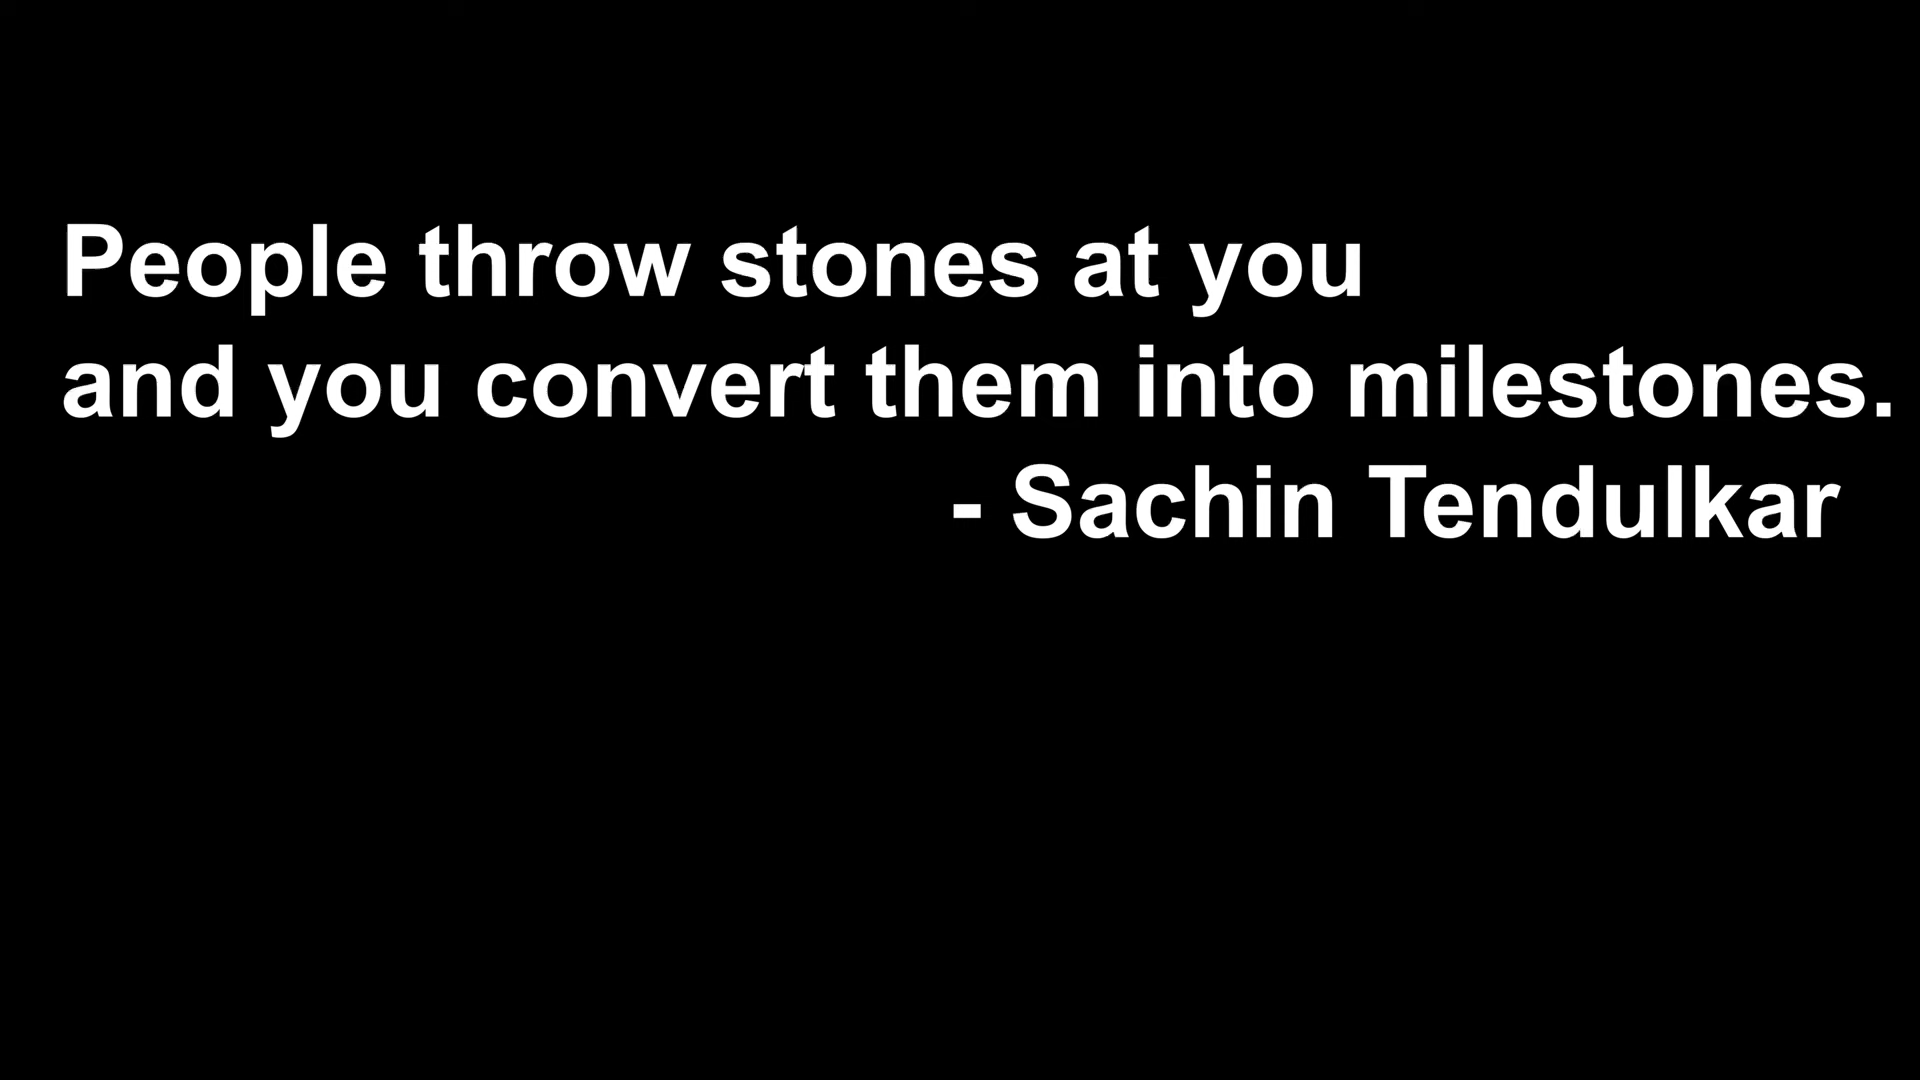 People throw stones at you
and you convert them into milestones.
- Sachin Tendulkar